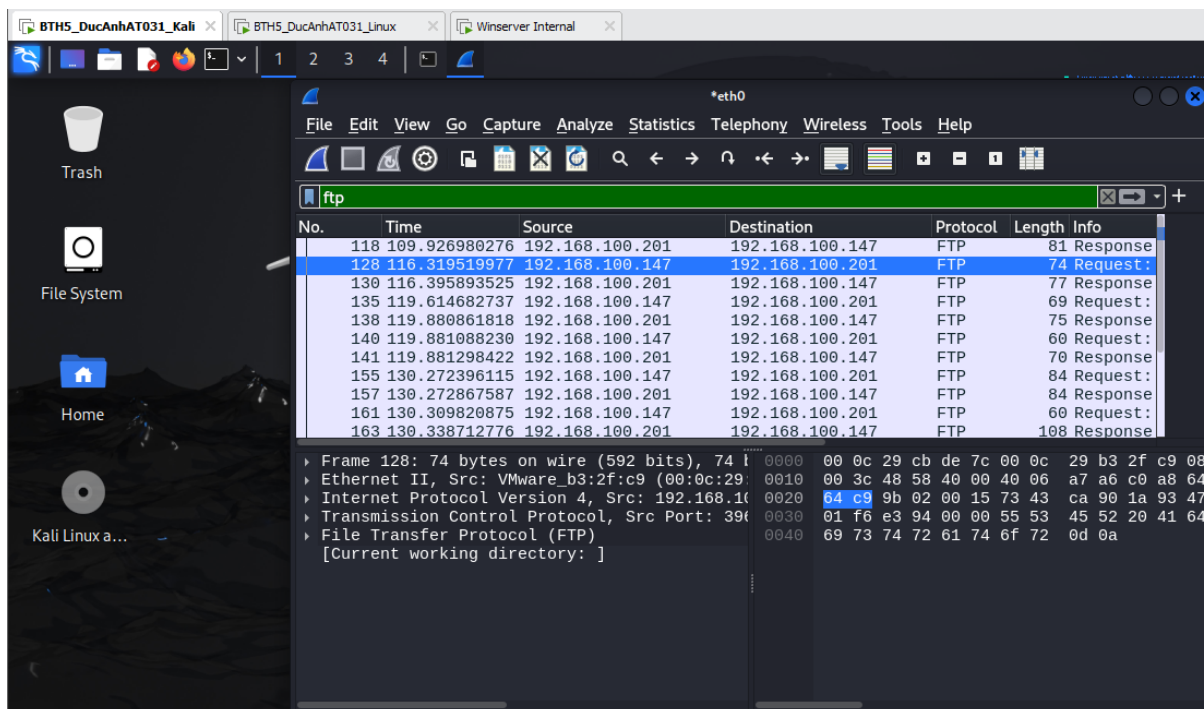 BTH5_DucAnhAT031_Kali BTH5_DucAnhAT031_Linux Winserver Internal
1 2 3 4
*eth0
File Edit View Go Capture Analyze Statistics Telephony Wireless Tools Help
Trash
ftp
No. Time Source Destination Protocol Length Info
118 109.926980276 192.168.100.201 192.168.100.147 FTP 81 Response
128 116.319519977 192.168.100.147 192.168.100.201 FTP 74 Request:
130 116.395893525 192.168.100.201 192.168.100.147 FTP 77 Response
135 119.614682737 192.168.100.147 192.168.100.201 FTP 69 Request:
138 119.880861818 192.168.100.201 192.168.100.147 FTP 75 Response
140 119.881088230 192.168.100.147 192.168.100.201 FTP 60 Request:
141 119.881298422 192.168.100.201 192.168.100.147 FTP 70 Response
155 130.272396115 192.168.100.147 192.168.100.201 FTP 84 Request:
157 130.272867587 192.168.100.201 192.168.100.147 FTP 84 Response
161 130.309820875 192.168.100.147 192.168.100.201 FTP 60 Request:
163 130.338712776 192.168.100.201 192.168.100.147 FTP 108 Response
File System
Home
Kali Linux a...
Frame 128: 74 bytes on wire (592 bits), 74 b
Ethernet II, Src: VMware_b3:2f:c9 (00:0c:29:
Internet Protocol Version 4, Src: 192.168.10
Transmission Control Protocol, Src Port: 396
File Transfer Protocol (FTP)
[Current working directory: ]
0000 00 0c 29 cb de 7c 00 0c 29 b3 2f c9 08
0010 00 3c 48 58 40 00 40 06 a7 a6 c0 a8 64
0020 64 c9 9b 02 00 15 73 43 ca 90 1a 93 47
0030 01 f6 e3 94 00 00 55 53 45 52 20 41 64
0040 69 73 74 72 61 74 6f 72 0d 0a